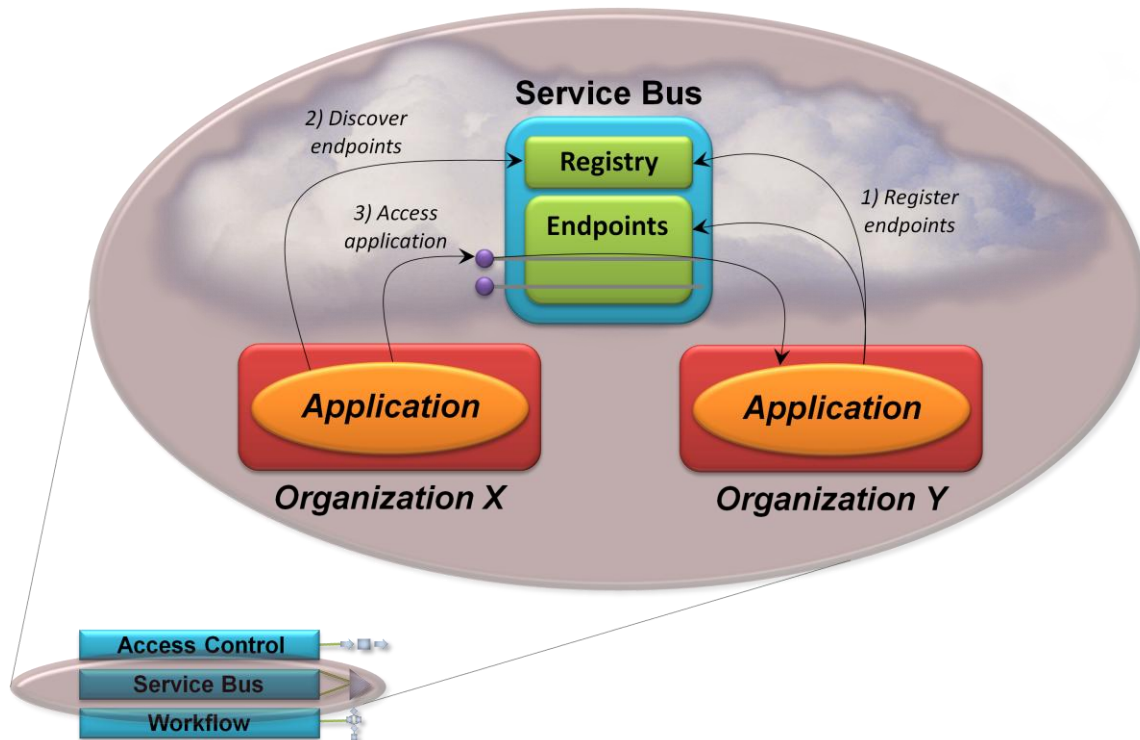 Service Bus
2) Discover
endpoints
Registry
1) Register
endpoints
3) Access
application
Endpoints
Application
Application
Organization X
Organization Y
Access Control
Service Bus
Workflow